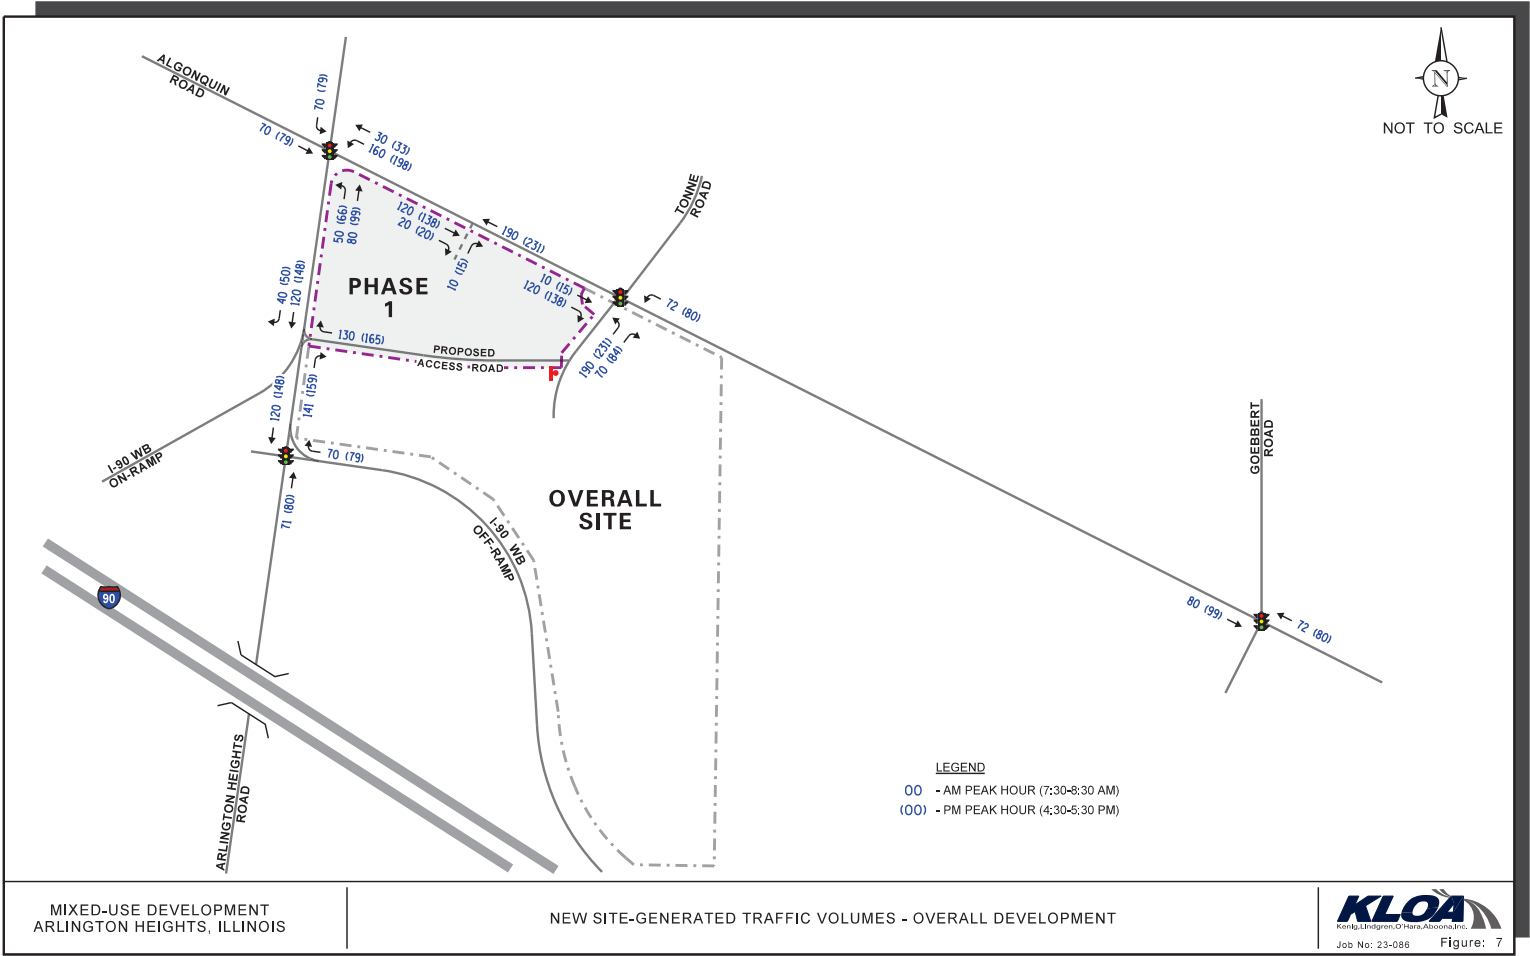 ALGONQUIN
ROAD
70 (79)
70 (79)
30 (33)
160 (198)
N
NOT TO SCALE
TONNE
ROAD
50 (66)
80 (99)
120 (138)
20 (20)
190 (231)
10 (15)
10 (15)
120 (138)
72 (80)
PHASE
1
40 (50)
120 (148)
130 (165)
PROPOSED
ACCESS ROAD
190 (231)
70 (84)
120 (148)
141 (159)
70 (79)
I-90 WB
ON-RAMP
71 (80)
I-90 WB
OFF-RAMP
OVERALL
SITE
GOEBBERT
ROAD
90
80 (99)
72 (80)
ARLINGTON HEIGHTS
ROAD
LEGEND
00 - AM PEAK HOUR (7:30-8:30 AM)
(00) - PM PEAK HOUR (4:30-5:30 PM)
MIXED-USE DEVELOPMENT
ARLINGTON HEIGHTS, ILLINOIS
NEW SITE-GENERATED TRAFFIC VOLUMES - OVERALL DEVELOPMENT
KLOA
Kenig,Lindgren,O'Hara,Aboona,Inc.
Job No: 23-086 Figure: 7